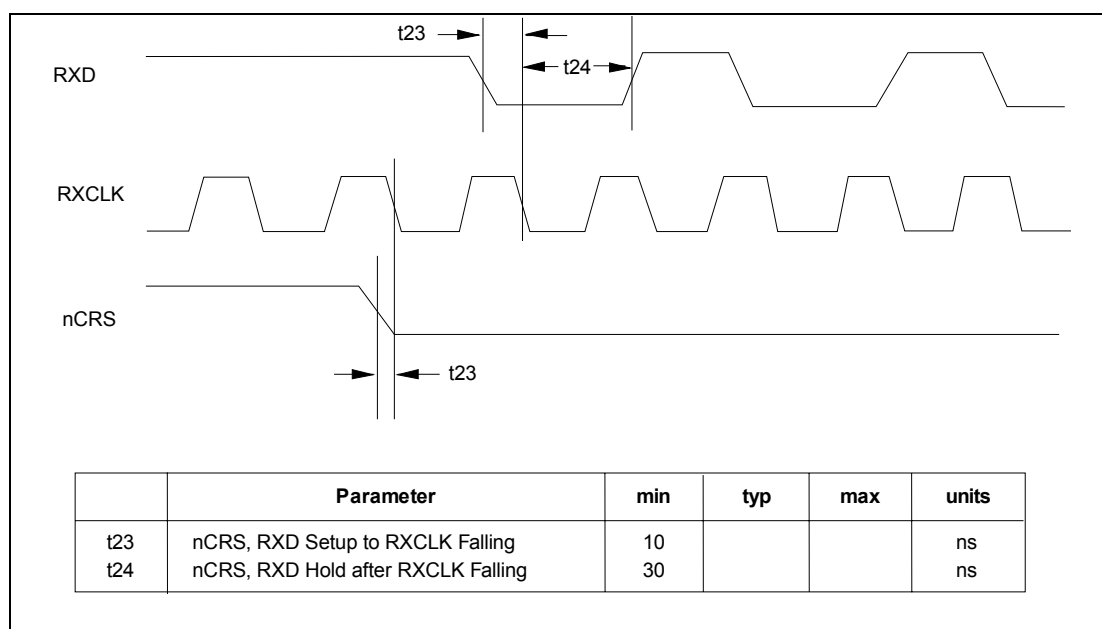 t23
t24
RXD
RXCLK
nCRS
t23
Parameter min typ max units
t23 nCRS, RXD Setup to RXCLK Falling 10 ns
t24 nCRS, RXD Hold after RXCLK Falling 30 ns